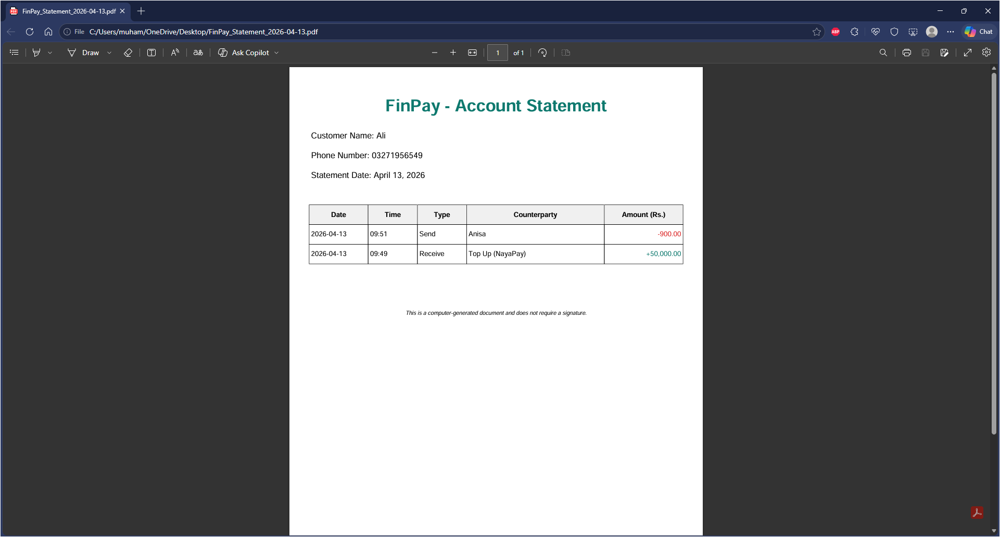 FinPay_Statement_2026-04-13.pdf
File C:/Users/muham/OneDrive/Desktop/FinPay_Statement_2026-04-13.pdf
ABP
Chat
Draw
Ask Copilot
1 of 1
FinPay - Account Statement
Customer Name: Ali
Phone Number: 03271956549
Statement Date: April 13, 2026
Date Time Type Counterparty Amount (Rs.)
2026-04-13 09:51 Send Anisa -900.00
2026-04-13 09:49 Receive Top Up (NayaPay) +50,000.00
This is a computer-generated document and does not require a signature.